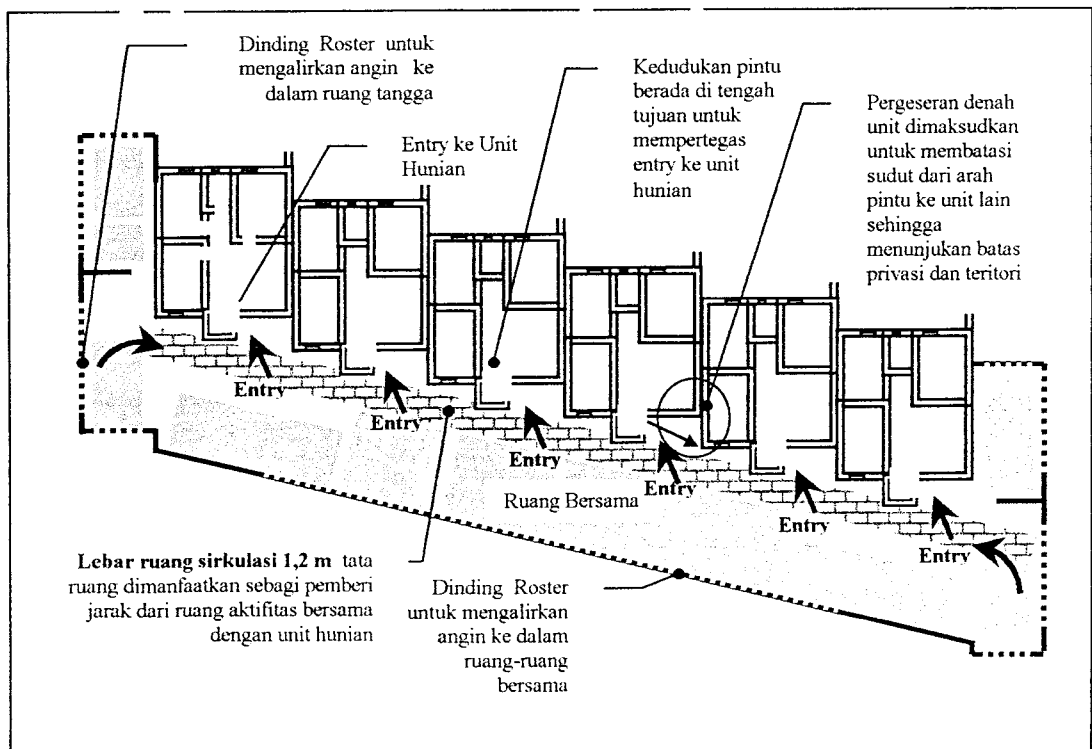 Dinding Roster untuk
mengalirkan angin ke
dalam ruang tangga
Entry ke Unit
Hunian
Kedudukan pintu
berada di tengah
tujuan untuk
mempertegas
entry ke unit
hunian
Pergeseran denah
unit dimaksudkan
untuk membatasi
sudut dari arah
pintu ke unit lain
sehingga
menunjukan batas
privasi dan teritori
Entry
Entry
Entry
Entry
Entry
Entry
Ruang Bersama
Lebar ruang sirkulasi 1,2 m tata
ruang dimanfaatkan sebagi pemberi
jarak dari ruang aktifitas bersama
dengan unit hunian
Dinding Roster
untuk mengalirkan
angin ke dalam
ruang-ruang
bersama